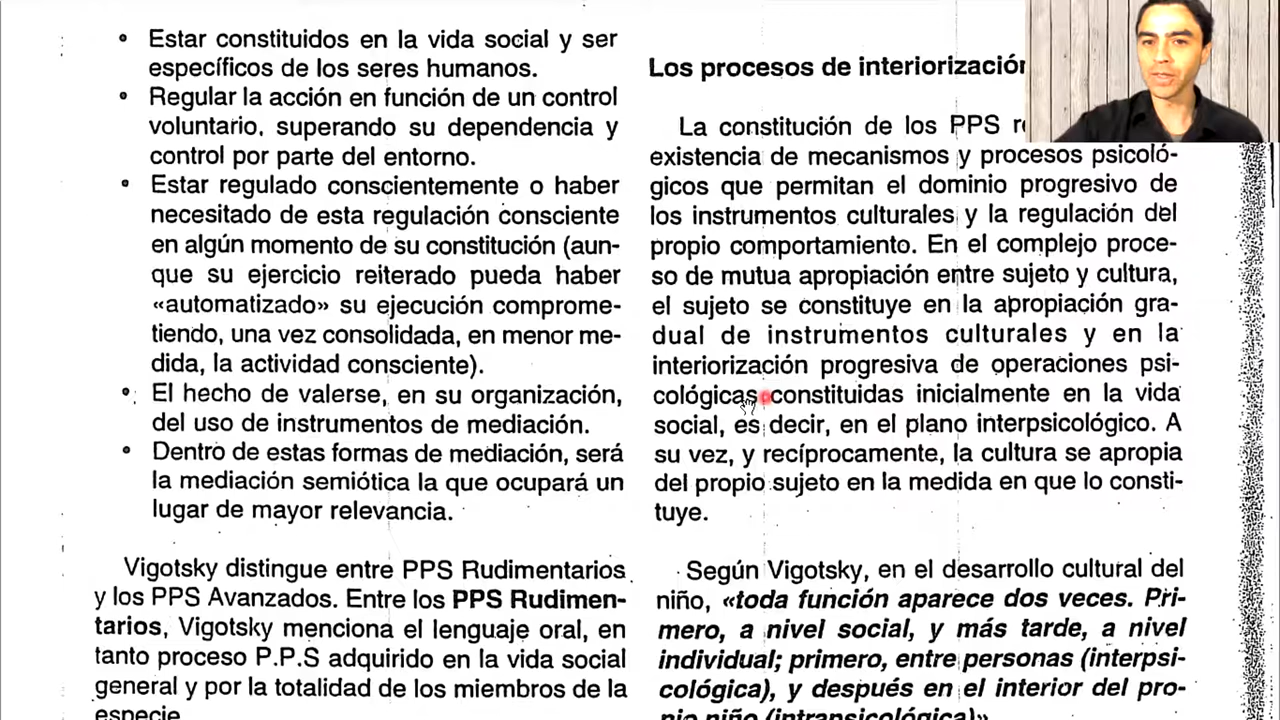 • Estar constituidos en la vida social y ser
específicos de los seres humanos.
• Regular la acción en función de un control
voluntario, superando su dependencia y
control por parte del entorno.
• Estar regulado conscientemente o haber
necesitado de esta regulación consciente
en algún momento de su constitución (aun-
que su ejercicio reiterado pueda haber
«automatizado» su ejecución comprome-
tiendo, una vez consolidada, en menor me-
dida, la actividad consciente).
• El hecho de valerse, en su organización,
del uso de instrumentos de mediación.
• Dentro de estas formas de mediación, será
la mediación semiótica la que ocupará un
lugar de mayor relevancia.
Vigotsky distingue entre PPS Rudimentarios
y los PPS Avanzados. Entre los PPS Rudimen-
tarios, Vigotsky menciona el lenguaje oral, en
tanto proceso P.P.S adquirido en la vida social
general y por la totalidad de los miembros de la
especie
Los procesos de interiorización
La constitución de los PPS
existencia de mecanismos y procesos psicoló-
gicos que permitan el dominio progresivo de
los instrumentos culturales y la regulación del
propio comportamiento. En el complejo proce-
so de mutua apropiación entre sujeto y cultura,
el sujeto se constituye en la apropiación gra-
dual de instrumentos culturales y en la
interiorización progresiva de operaciones psi-
cológicas constituidas inicialmente en la vida
social, es decir, en el plano interpsicológico. A
su vez, y recíprocamente, la cultura se apropia
del propio sujeto en la medida en que lo consti-
tuye.
Según Vigotsky, en el desarrollo cultural del
niño, «toda función aparece dos veces. Pri-
mero, a nivel social, y más tarde, a nivel
individual; primero, entre personas (interpsi-
cológica), y después en el interior del pro-
pio niño (intrapsicológica)»